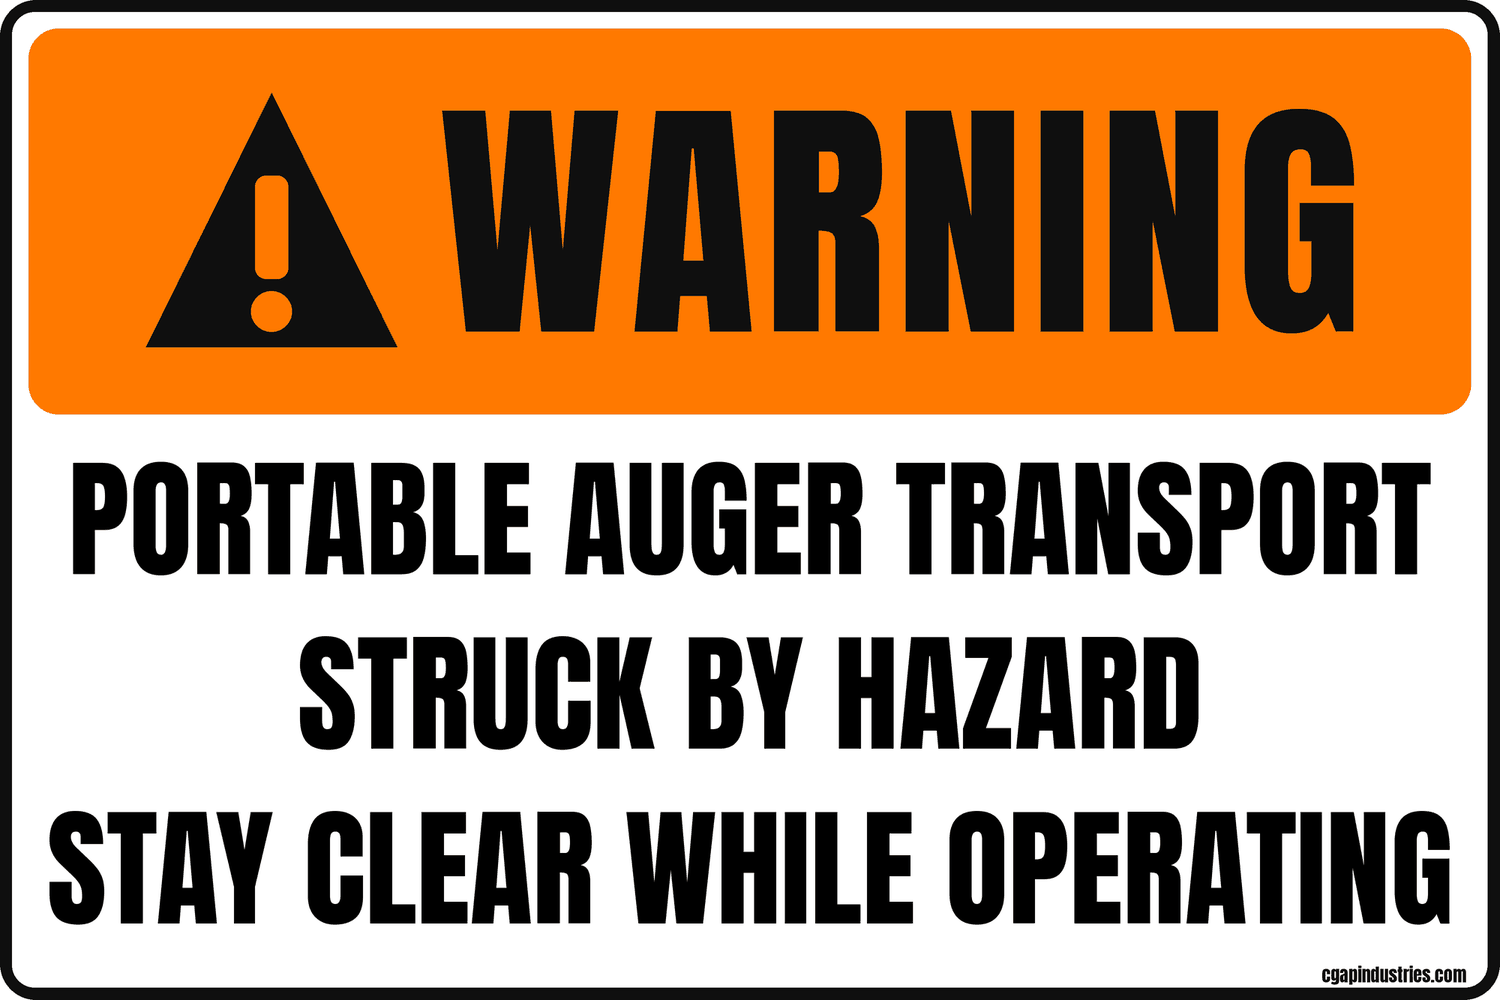 WARNING
PORTABLE AUGER TRANSPORT
STRUCK BY HAZARD
STAY CLEAR WHILE OPERATING
cgapindustries.com